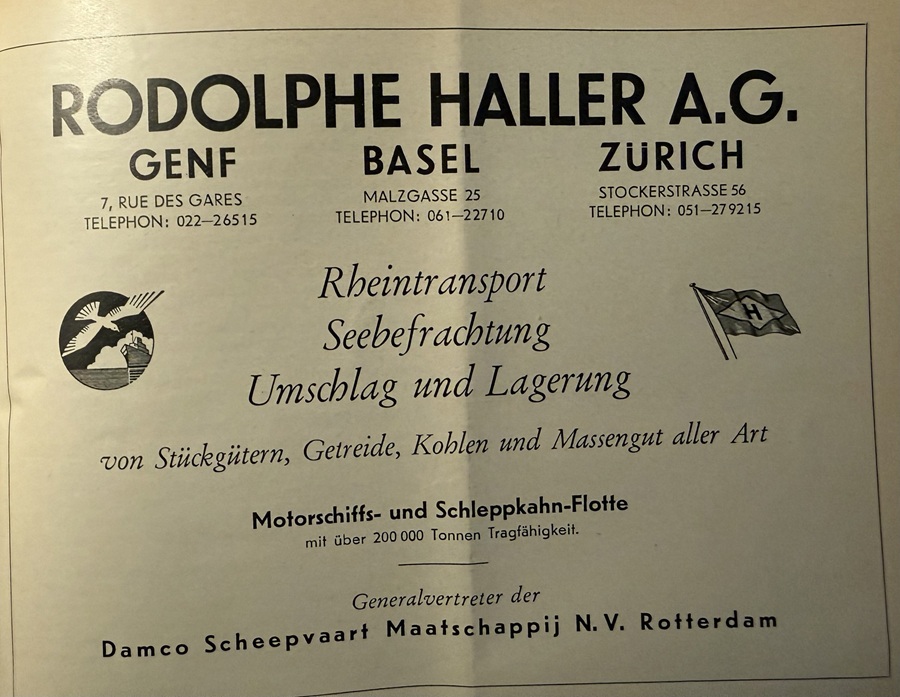 RODOLPHE HALLER A.G.
GENF BASEL ZÜRICH
7, RUE DES GARES MALZGASSE 25 STOCKERSTRASSE 56
TELEPHON: 022—26515 TELEPHON: 061—22710 TELEPHON: 051—279215
Rheintransport
Seebefrachtung
H
Umschlag und Lagerung
von Stückgütern, Getreide, Kohlen und Massengut aller Art
Motorschiffs- und Schleppkahn-Flotte
mit über 200 000 Tonnen Tragfähigkeit.
Generalvertreter der
Damco Scheepvaart Maatschappij N.V. Rotterdam